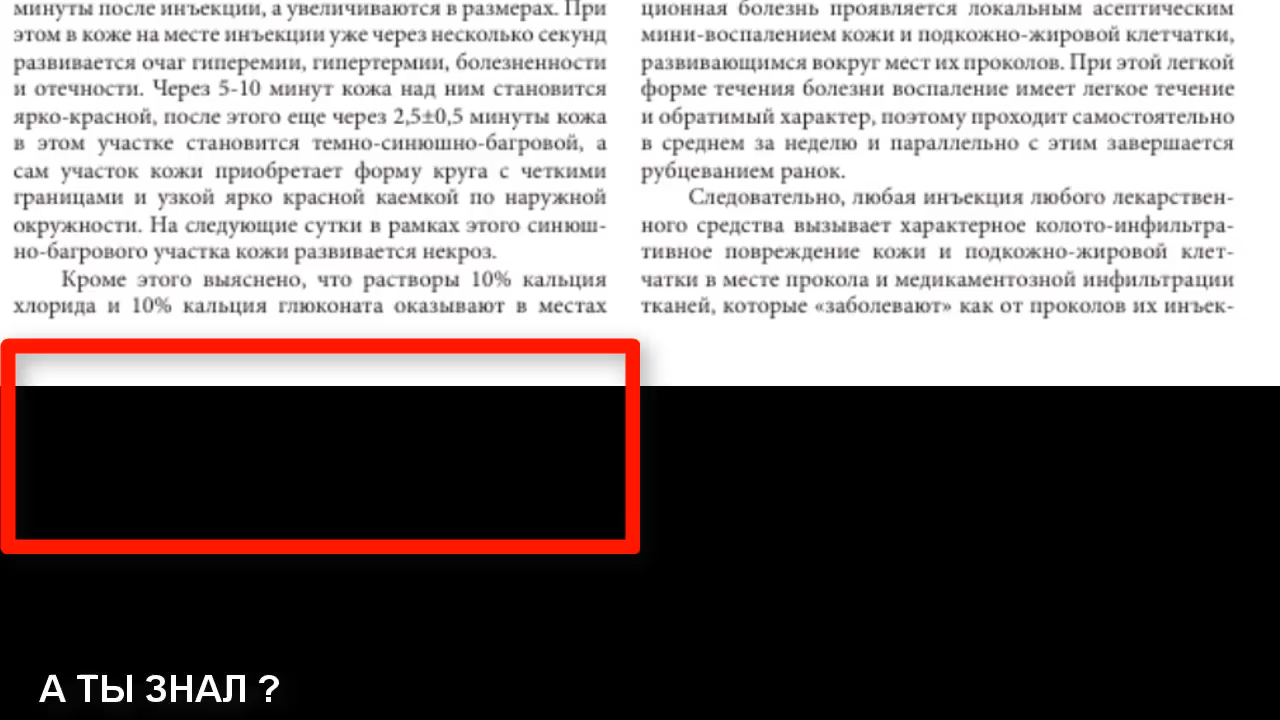 минуты после инъекции, а увеличиваются в размерах. При
этом в коже на месте инъекции уже через несколько секунд
развивается очаг гиперемии, гипертермии, болезненности
и отечности. Через 5-10 минут кожа над ним становится
ярко-красной, после этого еще через 2,5±0,5 минуты кожа
в этом участке становится темно-синюшно-багровой, а
сам участок кожи приобретает форму круга с четкими
границами и узкой ярко красной каемкой по наружной
окружности. На следующие сутки в рамках этого синюш-
но-багрового участка кожи развивается некроз.
Кроме этого выяснено, что растворы 10% кальция
хлорида и 10% кальция глюконата оказывают в местах
ционная болезнь проявляется локальным асептическим
мини-воспалением кожи и подкожно-жировой клетчатки,
развивающимся вокруг мест их проколов. При этой легкой
форме течения болезни воспаление имеет легкое течение
и обратимый характер, поэтому проходит самостоятельно
в среднем за неделю и параллельно с этим завершается
рубцеванием ранок.
Следовательно, любая инъекция любого лекарствен-
ного средства вызывает характерное колото-инфильтра-
тивное повреждение кожи и подкожно-жировой клет-
чатки в месте прокола и медикаментозной инфильтрации
тканей, которые «заболевают» как от проколов их инъек-
А ТЫ ЗНАЛ ?